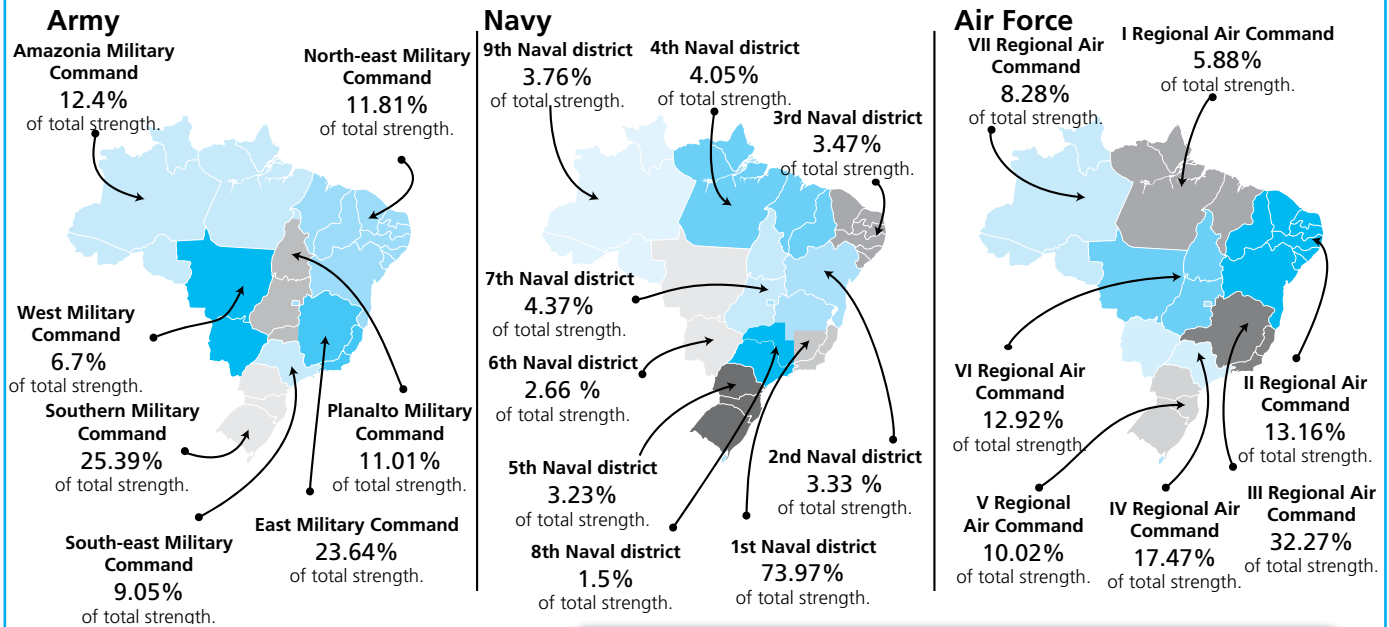 Army
Amazonia Military
Command
12.4%
of total strength.
North-east Military
Command
11.81%
of total strength.
West Military
Command
6.7%
of total strength.
Southern Military
Command
25.39%
of total strength.
Planalto Military
Command
11.01%
of total strength.
South-east Military
Command
9.05%
of total strength.
East Military Command
23.64%
of total strength.
Navy
9th Naval district
3.76%
of total strength.
4th Naval district
4.05%
of total strength.
3rd Naval district
3.47%
of total strength.
7th Naval district
4.37%
of total strength.
6th Naval district
2.66 %
of total strength.
5th Naval district
3.23%
of total strength.
2nd Naval district
3.33 %
of total strength.
8th Naval district
1.5%
of total strength.
1st Naval district
73.97%
of total strength.
Air Force
VII Regional Air
Command
8.28%
of total strength.
I Regional Air Command
5.88%
of total strength.
VI Regional Air
Command
12.92%
of total strength.
II Regional Air
Command
13.16%
of total strength.
V Regional
Air Command
10.02%
of total strength.
IV Regional Air
Command
17.47%
of total strength.
III Regional Air
Command
32.27%
of total strength.